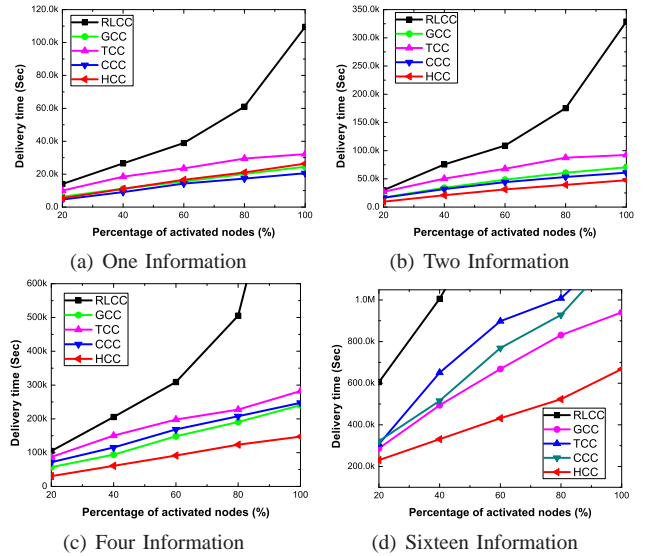 120.0k
100.0k
80.0k
60.0k
40.0k
20.0k
0.0
Delivery time (Sec)
RLCC
GCC
TCC
CCC
HCC
20 40 60 80 100
Percentage of activated nodes (%)
(a) One Information
350.0k
300.0k
250.0k
200.0k
150.0k
100.0k
50.0k
0.0
Delivery time (Sec)
RLCC
GCC
TCC
CCC
HCC
20 40 60 80 100
Percentage of activated nodes (%)
(b) Two Information
600k
500k
400k
300k
200k
100k
0
Delivery time (Sec)
RLCC
GCC
TCC
CCC
HCC
20 40 60 80 100
Percentage of activated nodes (%)
(c) Four Information
1.0M
800.0k
600.0k
400.0k
200.0k
Delivery time (Sec)
RLCC
GCC
TCC
CCC
HCC
20 40 60 80 100
Percentage of activated nodes (%)
(d) Sixteen Information